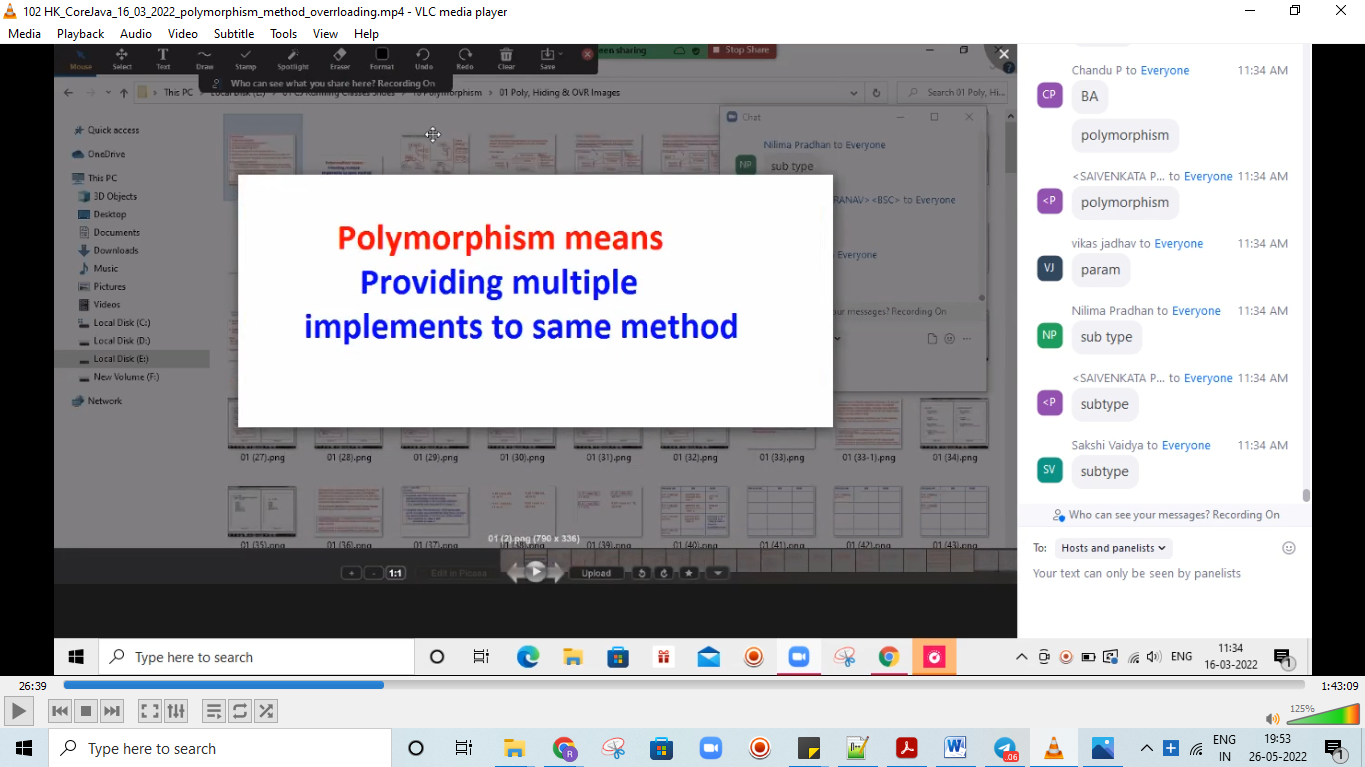 102 HK_CoreJava_16_03_2022_polymorphism_method_overrloading.mp4 - VLC media player
Media Playback Audio Video Subtitle Tools View Help
een sharing Stop Share
Mouse Select Text Draw Stamp Spotlight Eraser Format Undo Redo Clear Save
Who can see what you share here? Recording On
This PC
Polymorphism
01 Poly, Hiding & OVR Images
Search 01 Poly, Hi...
Quick access
OneDrive
This PC
3D Objects
Desktop
Documents
Downloads
Music
Pictures
Videos
Local Disk (C:)
Local Disk (D:)
Local Disk (E:)
New Volume (F:)
Network
Chat
Nilima Pradhan to Everyone
NP
sub type
RANAV> <BSC> to Everyone
Everyone
our messages? Recording On
Polymorphism means
Providing multiple
implements to same method
01 (27).png 01 (28).png 01 (29).png 01 (30).png 01 (31).png 01 (32).png 01 (33).png 01 (33-1).png 01 (34).png
01 (35).png 01 (36).png 01 (37).png 01 (39).png 01 (40).png 01 (41).png 01 (42).png 01 (43).png
01 (2).png (790 x 336)
+ - 1:1 Edit in Picasa Upload
Chandu P to Everyone 11:34 AM
CP
BA
polymorphism
<SAIVENKATA P... to Everyone 11:34 AM
<P
polymorphism
vikas jadhav to Everyone 11:34 AM
VJ
param
Nilima Pradhan to Everyone 11:34 AM
NP
sub type
<SAIVENKATA P... to Everyone 11:34 AM
<P
subtype
Sakshi Vaidya to Everyone 11:34 AM
SV
subtype
Who can see your messages? Recording On
To: Hosts and panelists
Your text can only be seen by panelists
Type here to search
ENG
11:34
16-03-2022
1
26:39
1:43:09
125%
Type here to search
R
W
.06
ENG
IN
19:53
26-05-2022
1